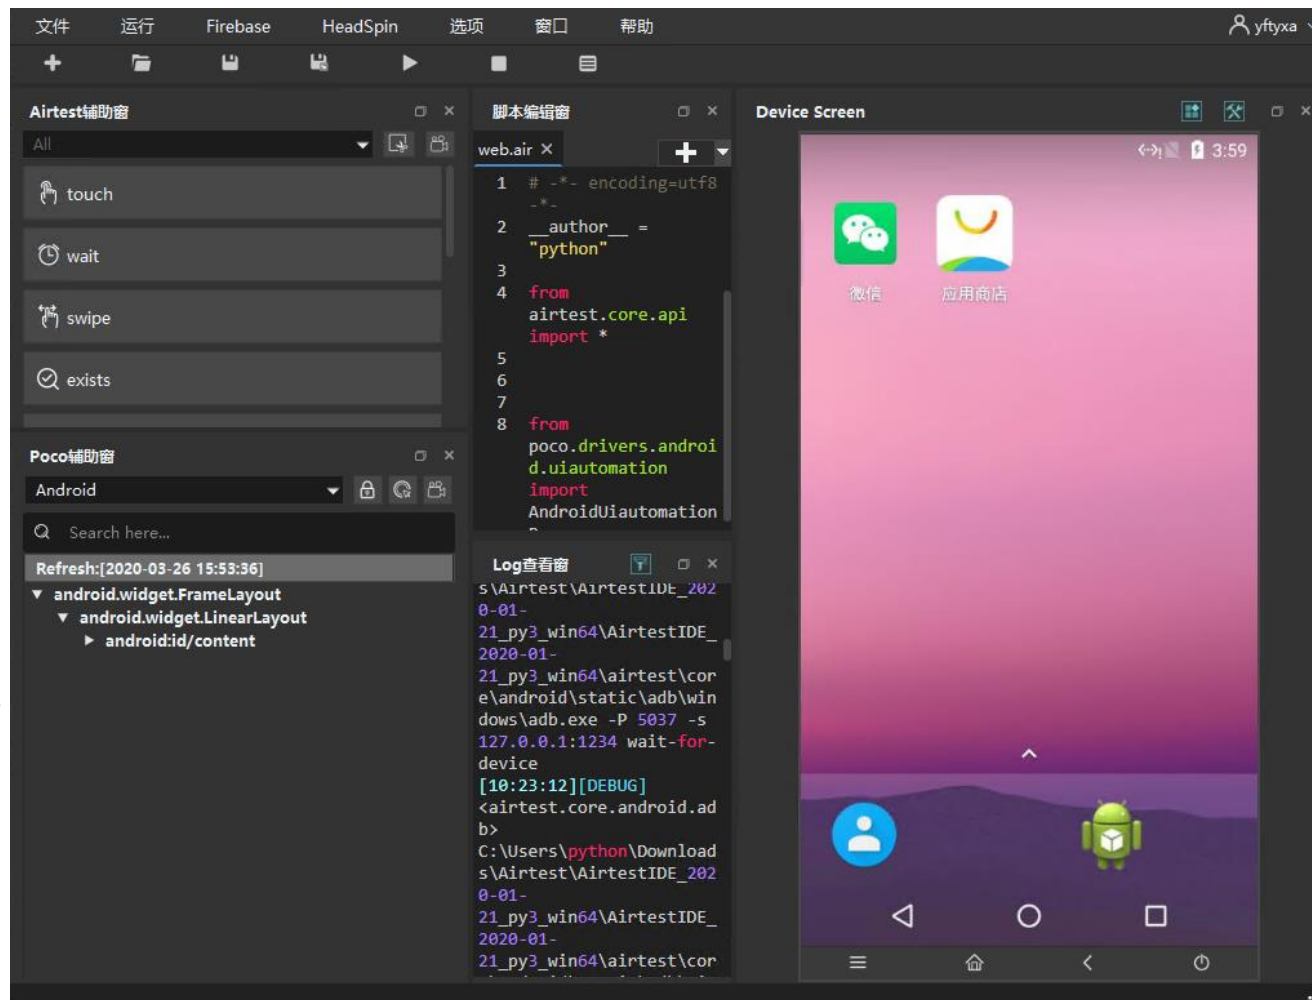 文件 运行 Firebase HeadSpin 选项 窗口 帮助 yftyxa
Airtest辅助窗
All
touch
wait
swipe
exists
Poco辅助窗
Android
Search here...
Refresh:[2020-03-26 15:53:36]
android.widget.FrameLayout
android.widget.LinearLayout
android:id/content
脚本编辑窗
web.air
1 # -*- encoding=utf8
-*-
2 __author__ =
"python"
3
4 from
airtest.core.api
import *
5
6
7
8 from
poco.drivers.androi
d.uiautomation
import
AndroidUiautomation
Log查看窗
s\Airtest\AirtestIDE_202
0-01-
21_py3_win64\AirtestIDE_
2020-01-
21_py3_win64\airtest\cor
e\android\static\adb\win
dows\adb.exe -P 5037 -s
127.0.0.1:1234 wait-for-
device
[10:23:12][DEBUG]
<airtest.core.android.ad
b>
C:\Users\python\Download
s\Airtest\AirtestIDE_202
0-01-
21_py3_win64\AirtestIDE_
2020-01-
21_py3_win64\airtest\cor
Device Screen
3:59
微信 应用商店